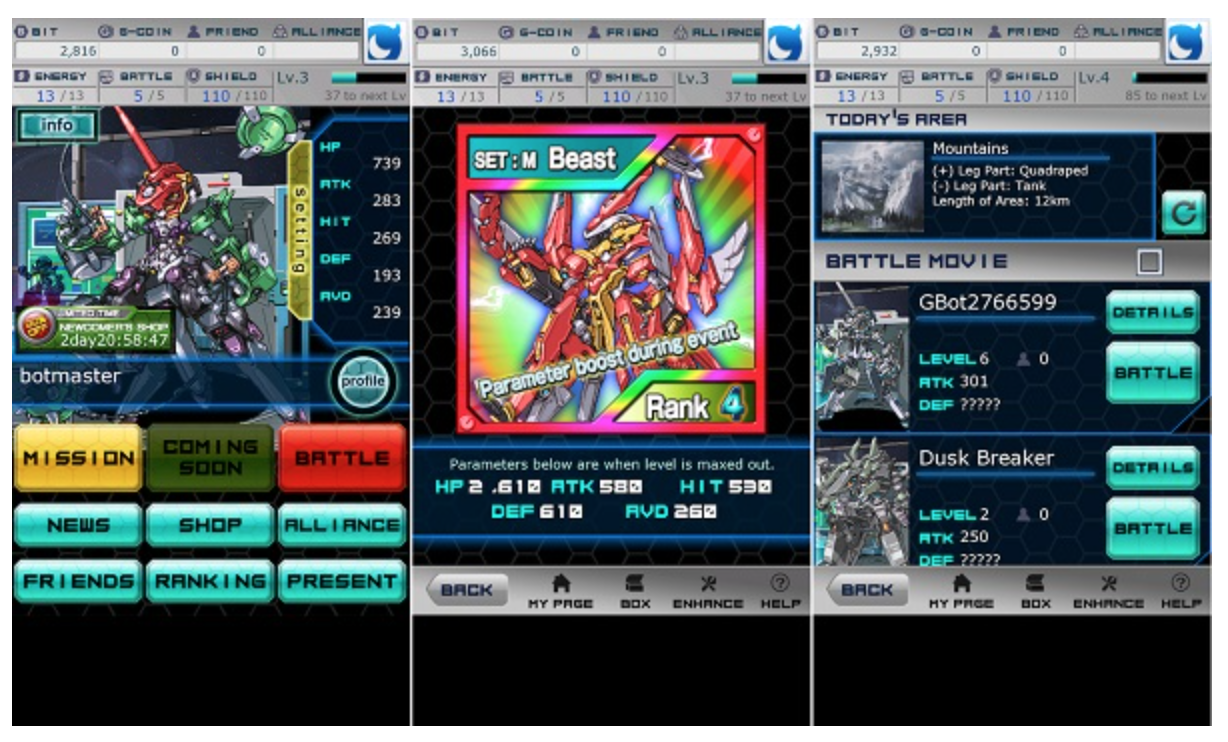 BIT G-COIN FRIEND ALLIANCE
2,816 0 0
ENERGY BATTLE SHIELD Lv.3
13 /13 5 /5 110 /110 37 to next Lv
info
HP
739
ATK
283
HIT
269
DEF
193
AVD
239
Setting
LIMITED TIME
NEWCOMER'S SHOP
2day20:58:47
botmaster
profile
MISSION COMING SOON BATTLE
NEWS SHOP ALLIANCE
FRIENDS RANKING PRESENT
BIT G-COIN FRIEND ALLIANCE
3,066 0 0
ENERGY BATTLE SHIELD Lv.3
13 /13 5 /5 110 /110 37 to next Lv
SET : M Beast
Parameter boost during event
Rank 4
Parameters below are when level is maxed out.
HP 2 ,610 ATK 580 HIT 530
DEF 610 AVD 260
BACK MY PAGE BOX ENHANCE HELP
BIT G-COIN FRIEND ALLIANCE
2,932 0 0
ENERGY BATTLE SHIELD Lv.4
13 /13 5 /5 110 /110 85 to next Lv
TODAY'S AREA
Mountains
(+) Leg Part: Quadraped
(-) Leg Part: Tank
Length of Area: 12km
BATTLE MOVIE
GBot2766599
DETAILS
LEVEL 6 0
ATK 301
DEF ?????
BATTLE
Dusk Breaker
DETAILS
LEVEL 2 0
ATK 250
DEF ?????
BATTLE
BACK MY PAGE BOX ENHANCE HELP